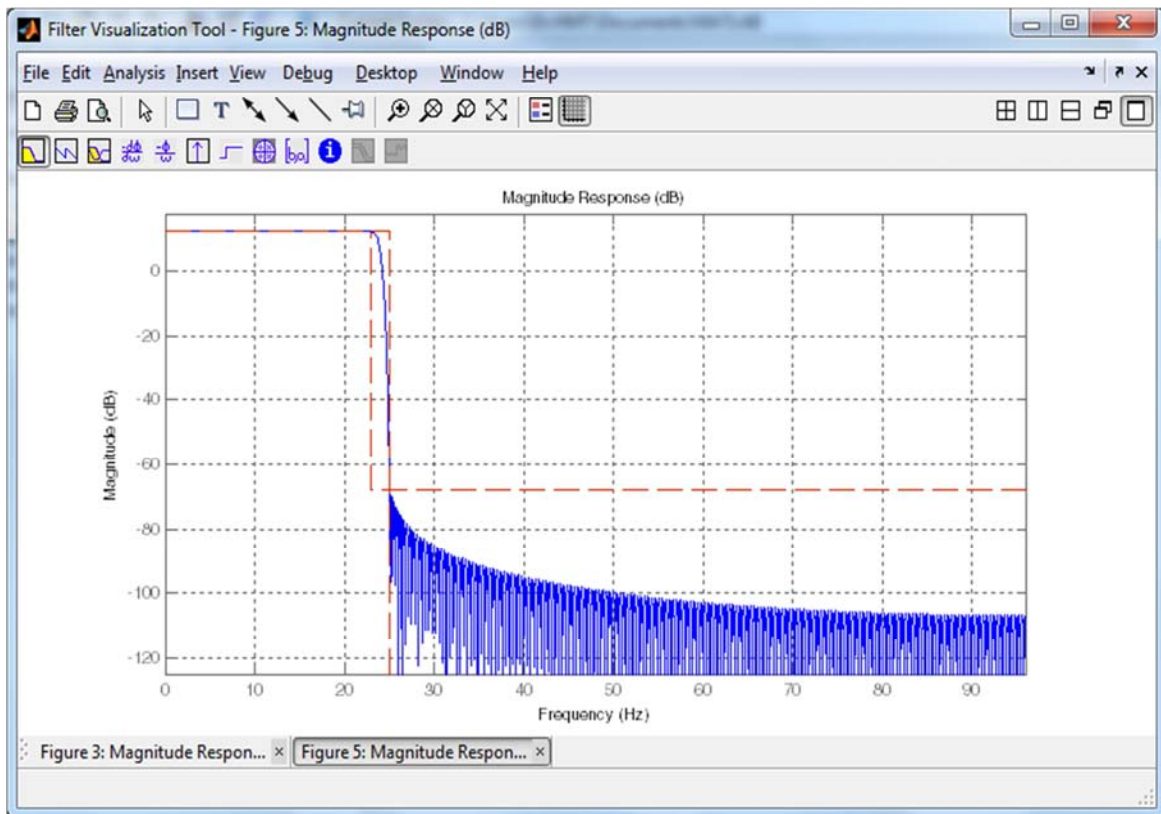 Filter Visualization Tool - Figure 5: Magnitude Response (dB)
File Edit Analysis Insert View Debug Desktop Window Help
Magnitude Response (dB)
0
-20
-40
-60
-80
-100
-120
Magnitude (dB)
0 10 20 30 40 50 60 70 80 90
Frequency (Hz)
Figure 3: Magnitude Respon... × Figure 5: Magnitude Respon... ×